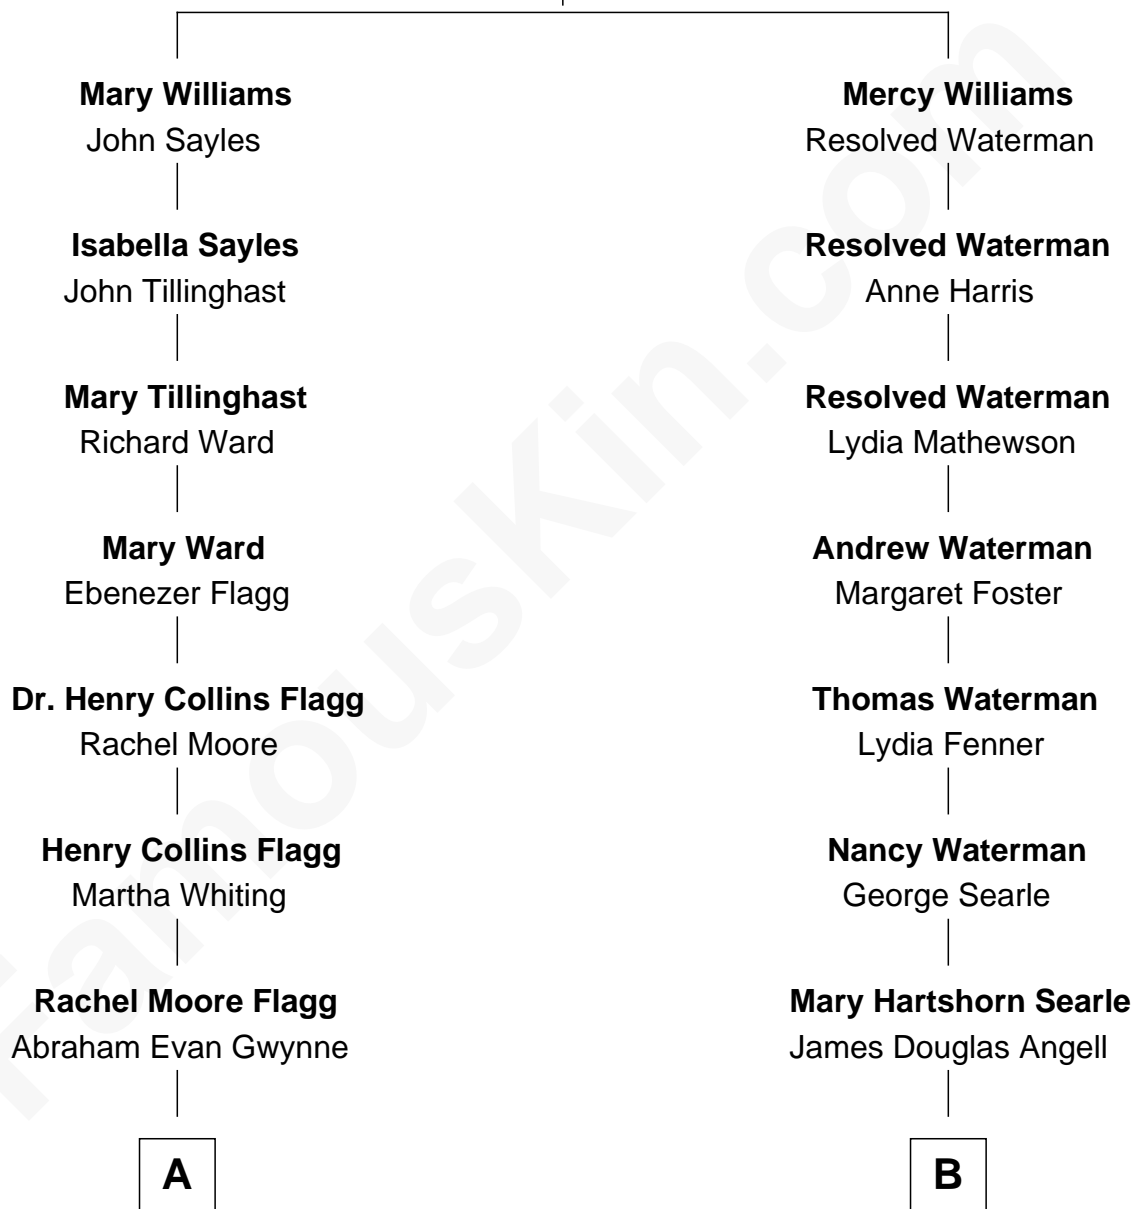 Mary Williams
John Sayles
Isabella Sayles
John Tillinghast
Mary Tillinghast
Richard Ward
Mary Ward
Ebenezer Flagg
Dr. Henry Collins Flagg
Rachel Moore
Henry Collins Flagg
Martha Whiting
Rachel Moore Flagg
Abraham Evan Gwynne
A
Mercy Williams
Resolved Waterman
Resolved Waterman
Anne Harris
Resolved Waterman
Lydia Mathewson
Andrew Waterman
Margaret Foster
Thomas Waterman
Lydia Fenner
Nancy Waterman
George Searle
Mary Hartshorn Searle
James Douglas Angell
B
FamousKin.com